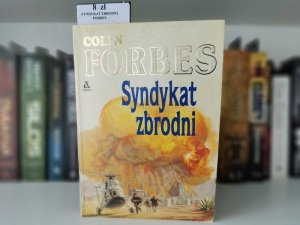 8 zł
SYNDYKAT ZBRODNI
FORBES
COLIN
FORBES
Syndykat
zbrodni